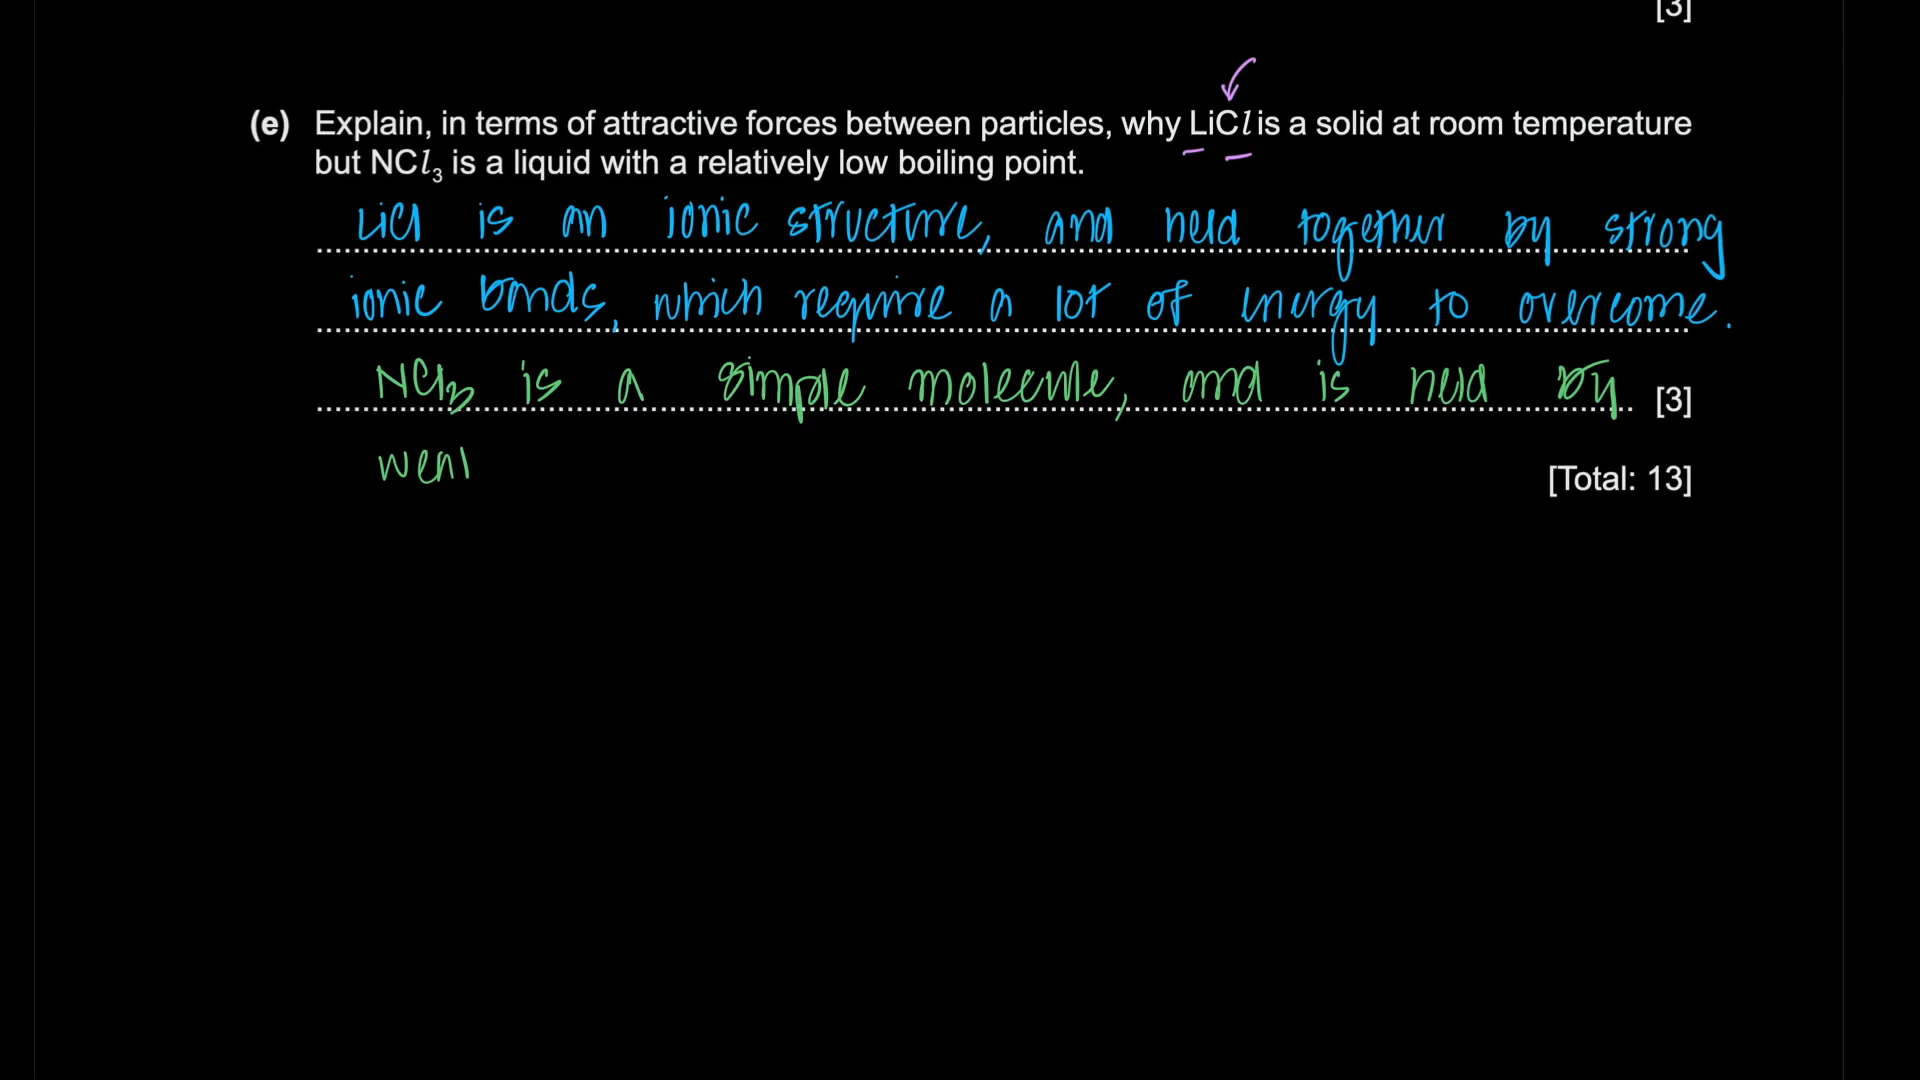 [3]
(e) Explain, in terms of attractive forces between particles, why LiCl is a solid at room temperature
but NCl₃ is a liquid with a relatively low boiling point.
LiCl is an ionic structure, and held together by strong
ionic bonds, which require a lot of energy to overcome.
NCl₃ is a simple molecule, and is held by [3]
weal
[Total: 13]